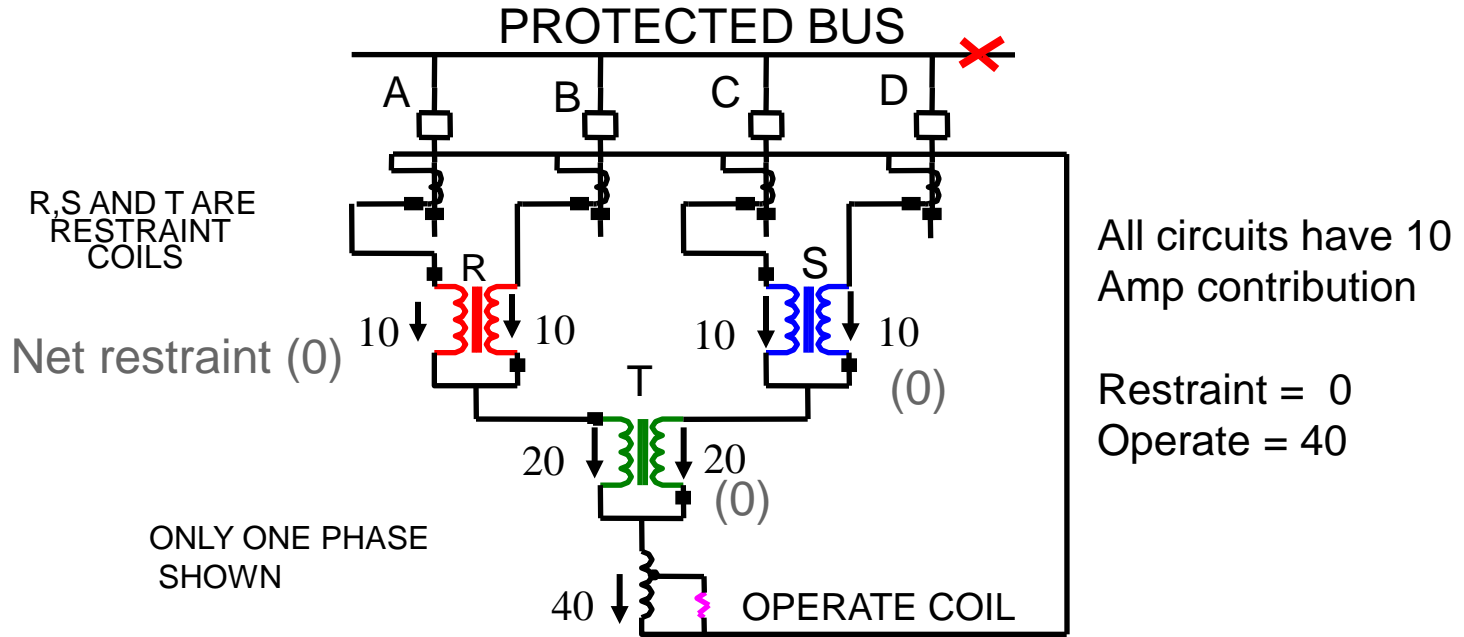 PROTECTED BUS
A
B
C
D
R,S AND T ARE
RESTRAINT
COILS
R
S
10
10
10
10
Net restraint (0)
(0)
T
20
20
(0)
ONLY ONE PHASE
SHOWN
40
OPERATE COIL
All circuits have 10
Amp contribution
Restraint = 0
Operate = 40